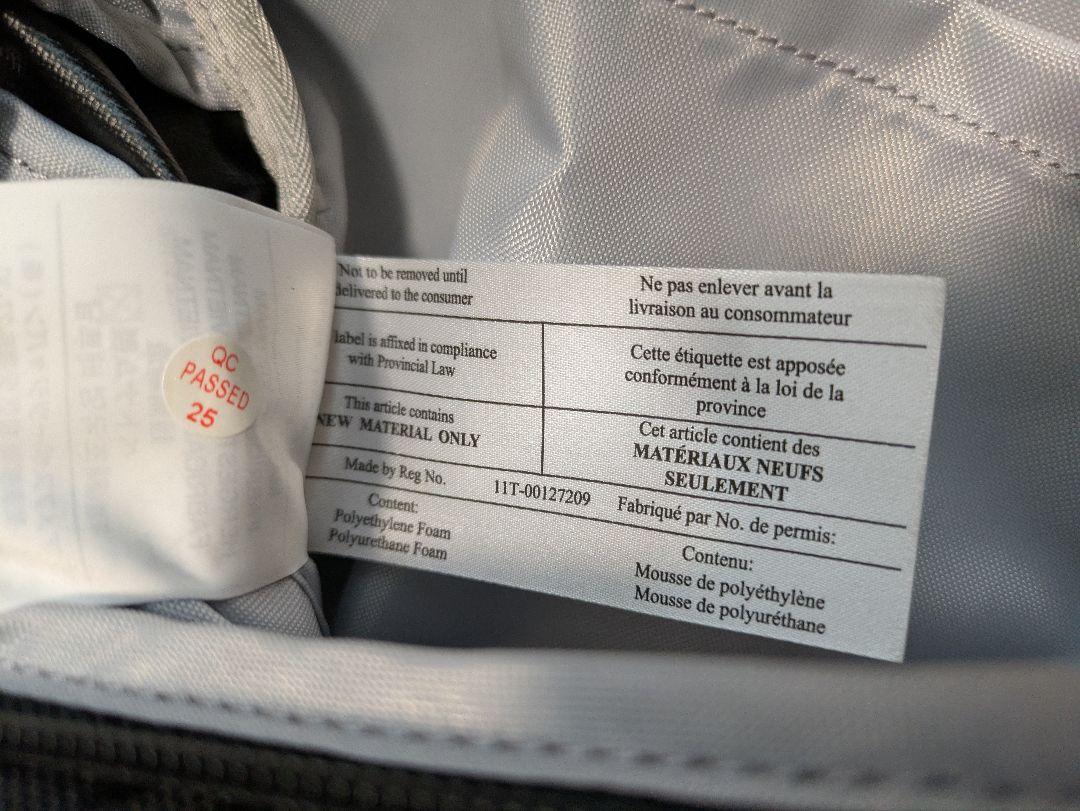 QC
PASSED
25
Not to be removed until
delivered to the consumer
Ne pas enlever avant la
livraison au consommateur
label is affixed in compliance
with Provincial Law
Cette étiquette est apposée
conformément à la loi de la
province
This article contains
NEW MATERIAL ONLY
Cet article contient des
MATÉRIAUX NEUFS
SEULEMENT
Made by Reg No.
11T-00127209
Fabriqué par No. de permis:
Content:
Polyethylene Foam
Polyurethane Foam
Contenu:
Mousse de polyéthylène
Mousse de polyuréthane